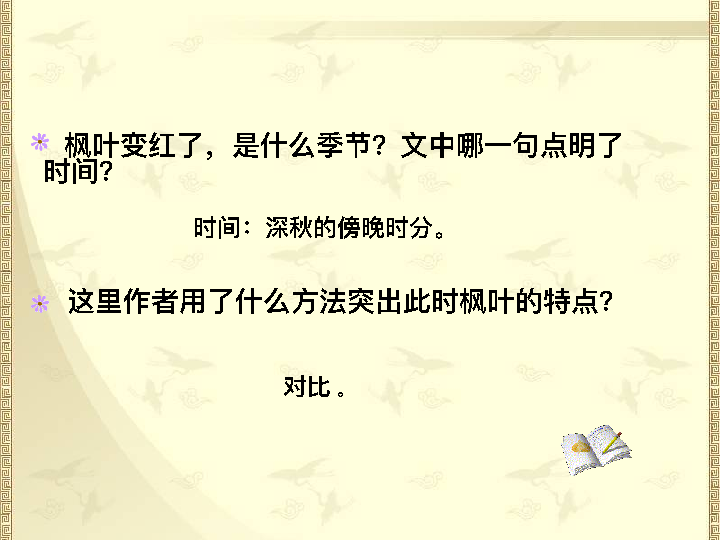 枫叶变红了，是什么季节？文中哪一句点明了
时间？
时间：深秋的傍晚时分。
这里作者用了什么方法突出此时枫叶的特点？
对比 。